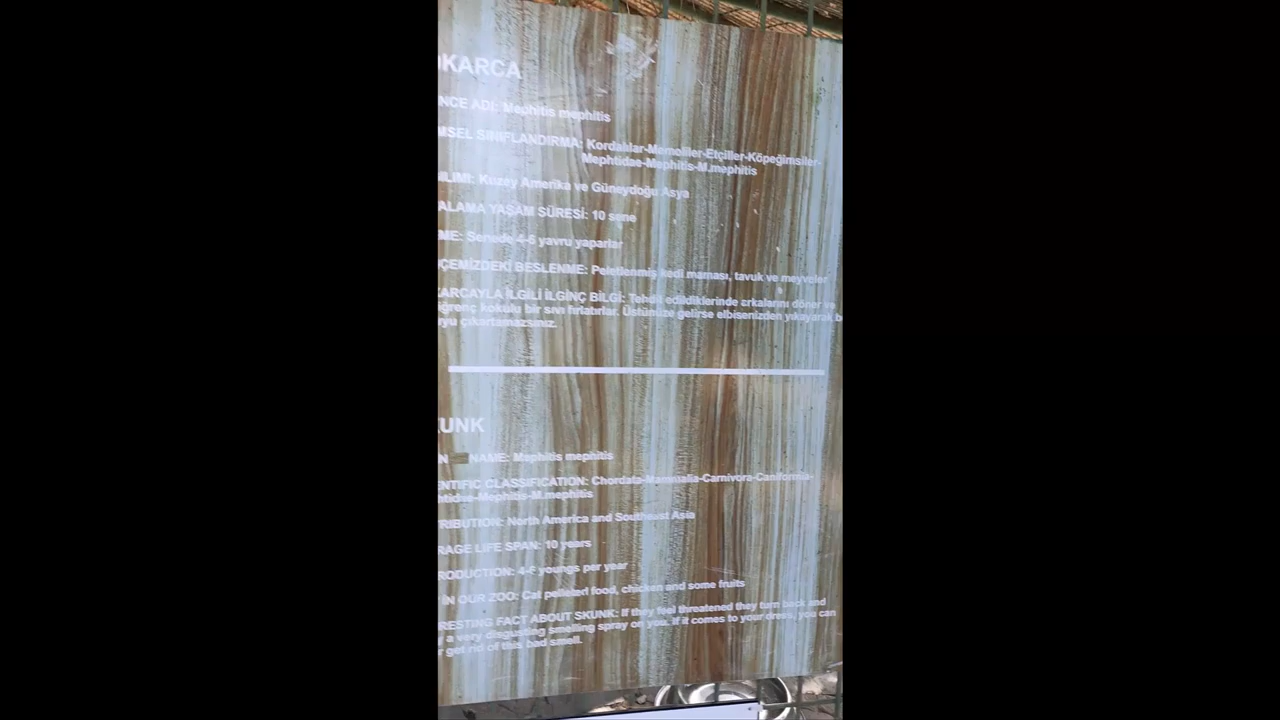 OKARCA
NCE ADI: Mephitis mephitis
MSEL SINIFLANDIRMA: Kordalılar-Memeliler-Etçiller-Köpeğimsiler-
Mephtidae-Mephitis-M.mephitis
ILIMI: Kuzey Amerika ve Güneydoğu Asya
ALAMA YAŞAM SÜRESİ: 10 sene
ME: Senede 4-6 yavru yaparlar
ÇEMİZDEKİ BESLENME: Peletlenmiş kedi maması, tavuk ve meyveler
KARCAYLA İLGİLİ İLGİNÇ BİLGİ: Tehdit edildiklerinde arkalarını döner ve
iğrenç kokulu bir sıvı fırlatırlar. Üstünüze gelirse elbisenizden yıkayarak b
yu çıkartamazsınız.
KUNK
N NAME: Mephitis mephitis
ENTIFIC CLASSIFICATION: Chordata-Mammalia-Carnivora-Caniformia-
htidae-Mephitis-M.mephitis
TRIBUTION: North America and Southeast Asia
RAGE LIFE SPAN: 10 years
RODUCTION: 4-6 youngs per year
IN OUR ZOO: Cat pelleted food, chicken and some fruits
RESTING FACT ABOUT SKUNK: If they feel threatened they turn back and
y a very disgusting smelling spray on you. If it comes to your dress, you can
r get rid of this bad smell.